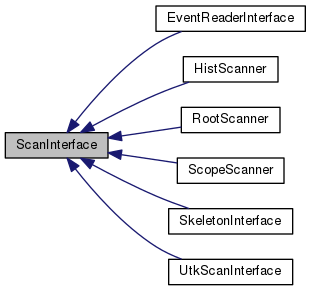 EventReaderInterface
HistScanner
RootScanner
ScanInterface
ScopeScanner
SkeletonInterface
UtkScanInterface